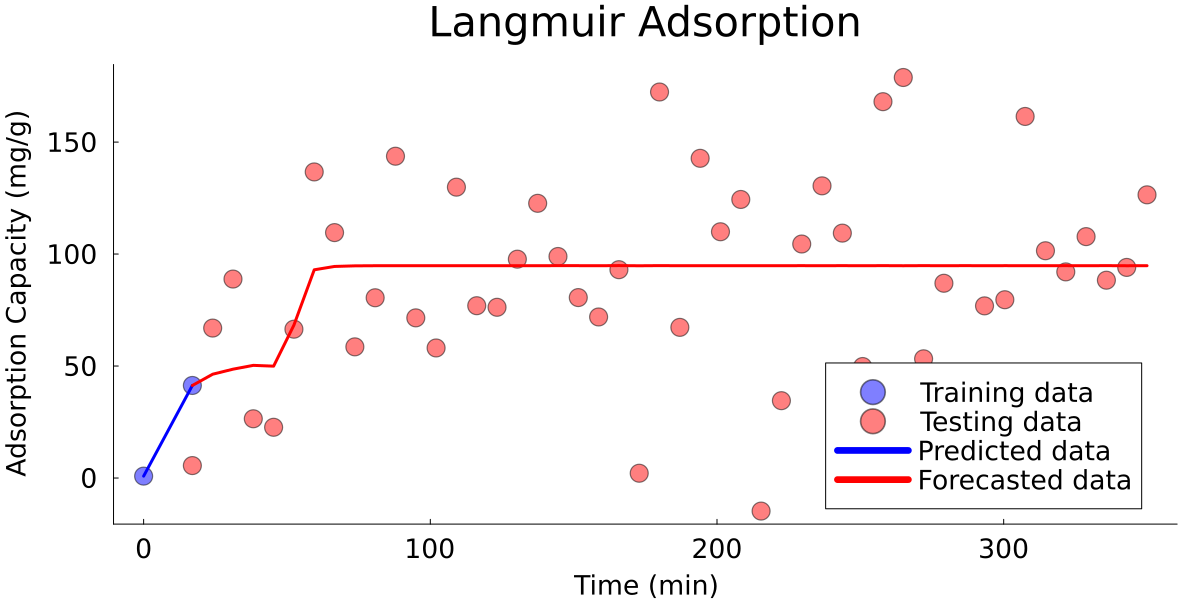 Langmuir Adsorption
Adsorption Capacity (mg/g)
150
100
50
0
Training data
Testing data
Predicted data
Forecasted data
0 100 200 300
Time (min)